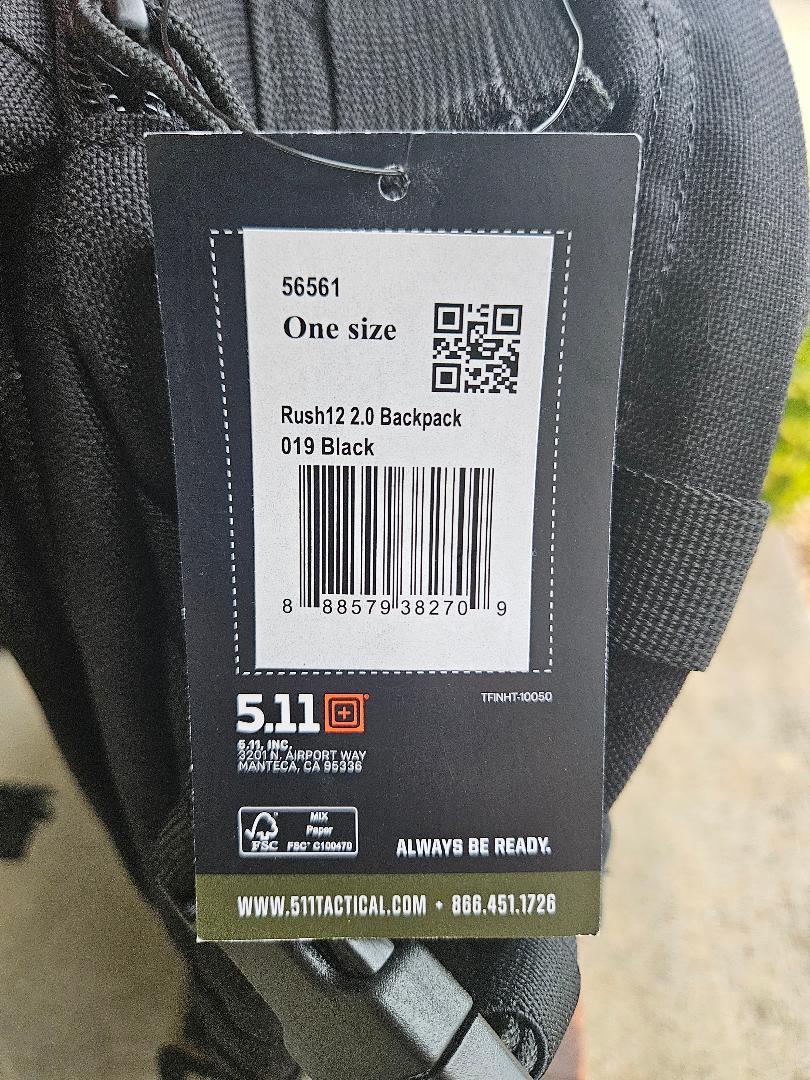 56561
One size
Rush12 2.0 Backpack
019 Black
8 88579 38270 9
5.11
TFINHT-10050
5.11, INC.
3201 N. AIRPORT WAY
MANTECA, CA 95336
FSC
MIX
Paper
FSC® C100470
ALWAYS BE READY.
WWW.511TACTICAL.COM • 866.451.1726